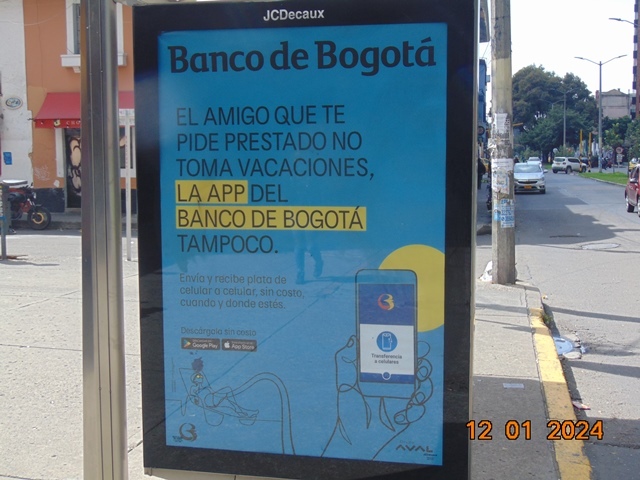 JCDecaux
Banco de Bogotá
EL AMIGO QUE TE
PIDE PRESTADO NO
TOMA VACACIONES,
LA APP DEL
BANCO DE BOGOTÁ
TAMPOCO.
Envía y recibe plata de
celular a celular, sin costo,
cuando y donde estés.
Descárgala sin costo
Google Play
App Store
Transferencia
a celulares
AVAL
12 01 2024